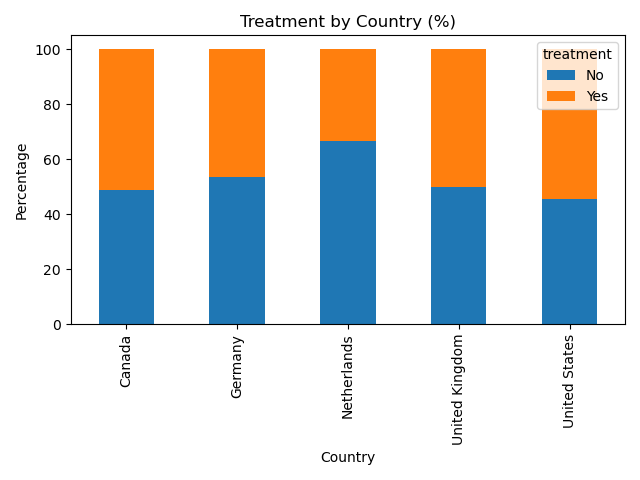 Treatment by Country (%)
treatment
No
Yes
100
80
60
40
20
0
Percentage
Canada
Germany
Netherlands
United Kingdom
United States
Country